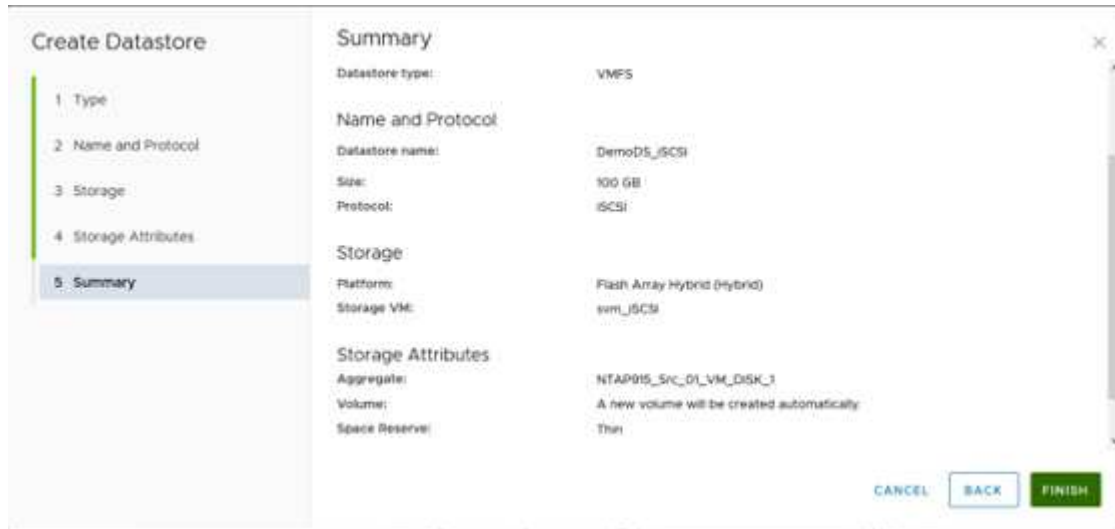 Create Datastore
1 Type
2 Name and Protocol
3 Storage
4 Storage Attributes
5 Summary
Summary
Datastore type: VMFS
Name and Protocol
Datastore name: DemoDS_iSCSI
Size: 100 GB
Protocol: iSCSI
Storage
Platform: Flash Array Hybrid (Hybrid)
Storage VM: svm_iSCSI
Storage Attributes
Aggregate: NTAP915_Src_01_VM_DISK_1
Volume: A new volume will be created automatically
Space Reserve: Thin
CANCEL BACK FINISH